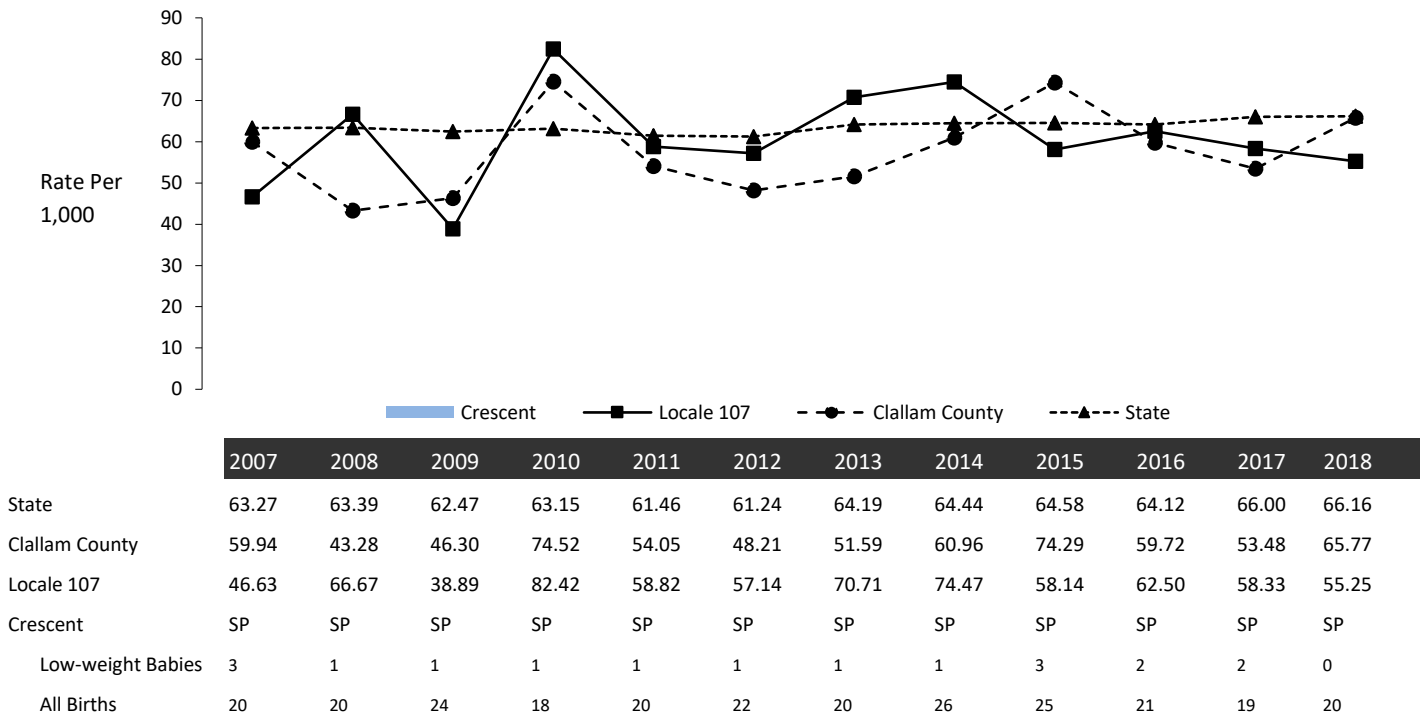 90
80
70
60
50
40
30
20
10
0
Rate Per
1,000
Crescent Locale 107 Clallam County State
2007 2008 2009 2010 2011 2012 2013 2014 2015 2016 2017 2018
State 63.27 63.39 62.47 63.15 61.46 61.24 64.19 64.44 64.58 64.12 66.00 66.16
Clallam County 59.94 43.28 46.30 74.52 54.05 48.21 51.59 60.96 74.29 59.72 53.48 65.77
Locale 107 46.63 66.67 38.89 82.42 58.82 57.14 70.71 74.47 58.14 62.50 58.33 55.25
Crescent SP SP SP SP SP SP SP SP SP SP SP SP
Low-weight Babies 3 1 1 1 1 1 1 1 3 2 2 0
All Births 20 20 24 18 20 22 20 26 25 21 19 20